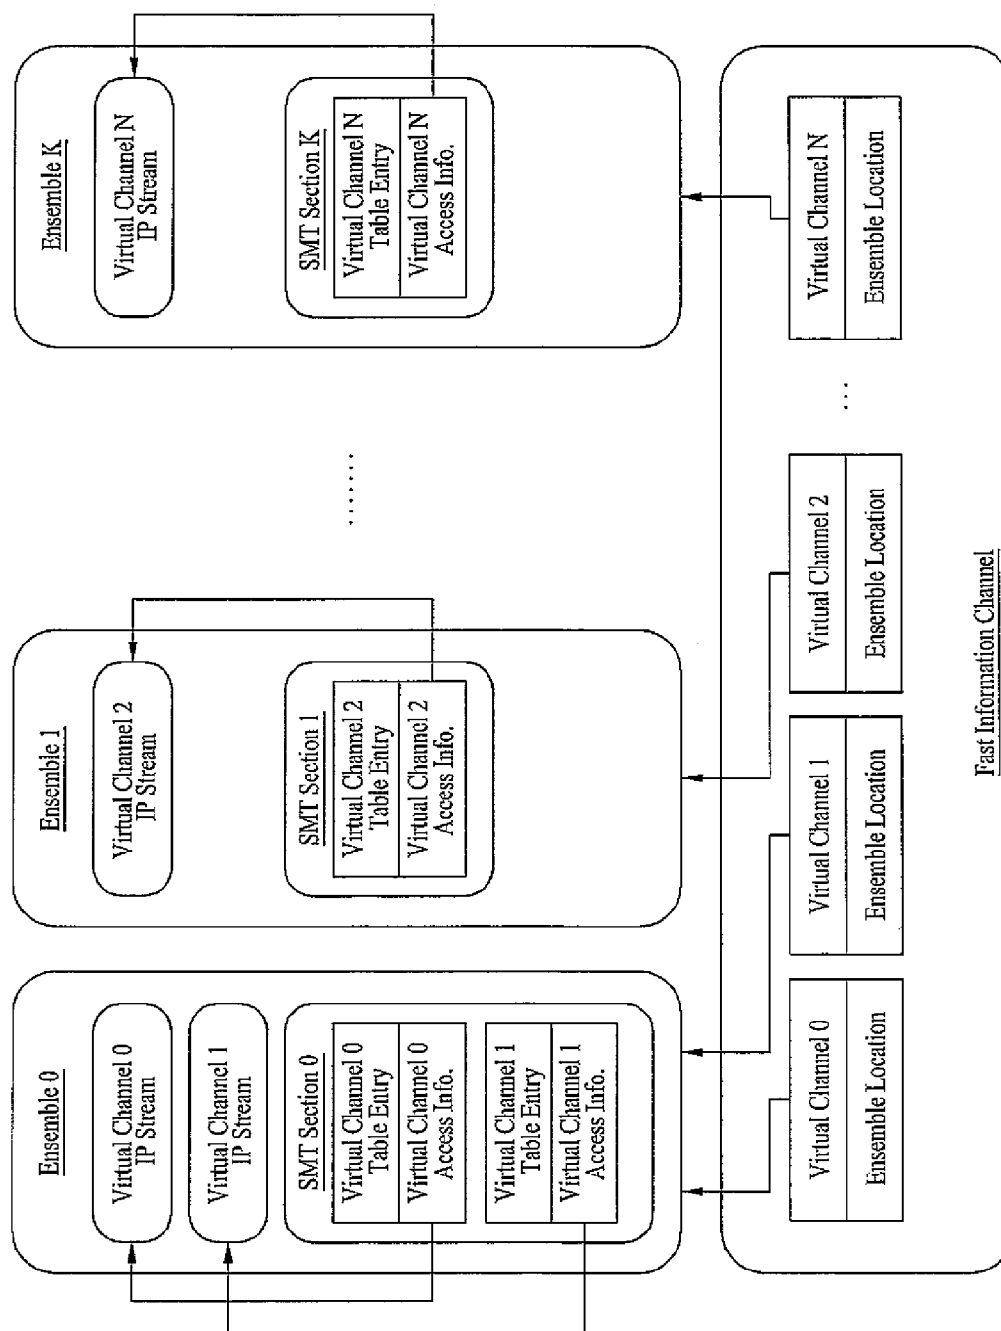 Ensemble 0
Virtual Channel 0
IP Stream
Virtual Channel 1
IP Stream
SMT Section 0
Virtual Channel 0
Table Entry
Virtual Channel 0
Access Info.
Virtual Channel 1
Table Entry
Virtual Channel 1
Access Info.
Ensemble 1
Virtual Channel 2
IP Stream
SMT Section 1
Virtual Channel 2
Table Entry
Virtual Channel 2
Access Info.
.......
Ensemble K
Virtual Channel N
IP Stream
SMT Section K
Virtual Channel N
Table Entry
Virtual Channel N
Access Info.
Virtual Channel 0
Ensemble Location
Virtual Channel 1
Ensemble Location
Virtual Channel 2
Ensemble Location
...
Virtual Channel N
Ensemble Location
Fast Information Channel